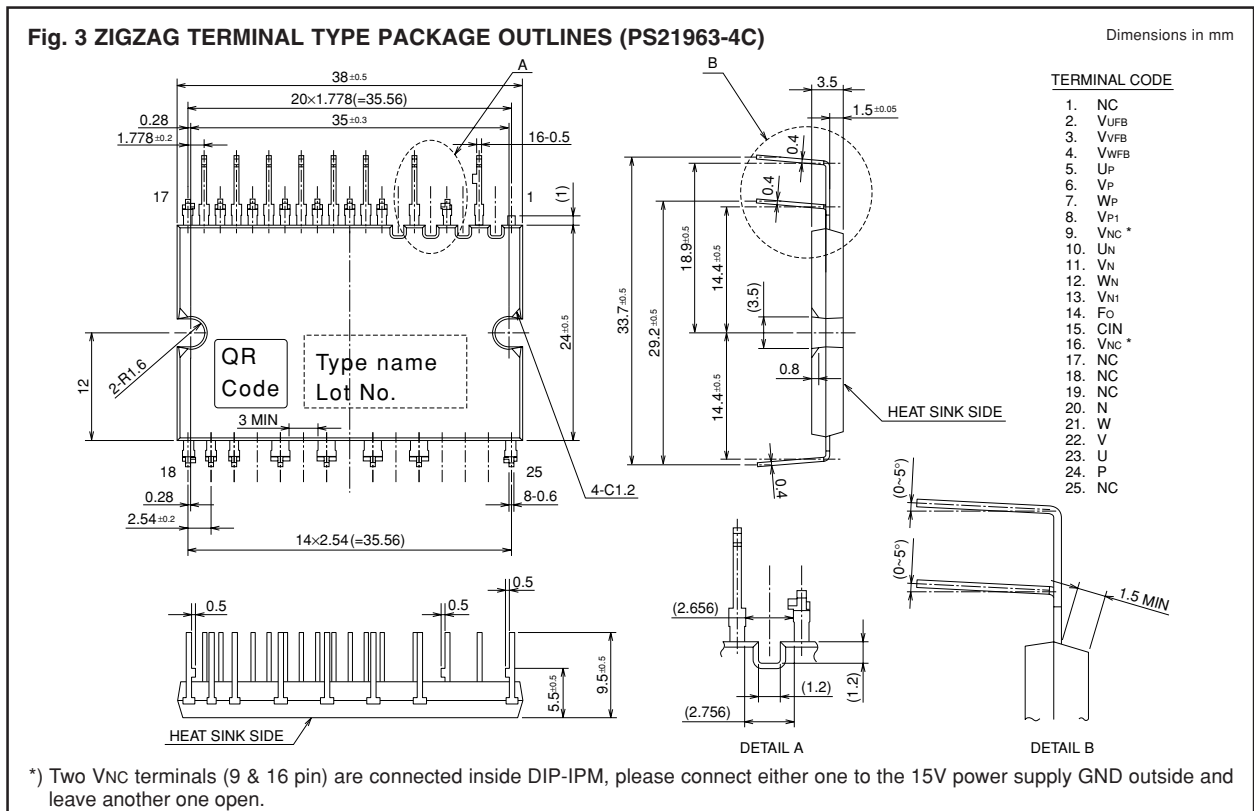 Fig. 3 ZIGZAG TERMINAL TYPE PACKAGE OUTLINES (PS21963-4C)
Dimensions in mm
A
38±0.5
20×1.778(=35.56)
0.28
35±0.3
1.778±0.2
16-0.5
17
1
(1)
2-R1.6
12
24±0.5
QR
Code
Type name
Lot No.
3 MIN
18
25
0.28
4-C1.2
8-0.6
2.54±0.2
14×2.54(=35.56)
B
3.5
1.5±0.05
0.4
0.4
33.7±0.5
29.2±0.5
18.9±0.5
14.4±0.5
(3.5)
0.8
14.4±0.5
HEAT SINK SIDE
0.4
TERMINAL CODE
1. NC
2. VUFB
3. VVFB
4. VWFB
5. UP
6. VP
7. WP
8. VP1
9. VNC *
10. UN
11. VN
12. WN
13. VN1
14. FO
15. CIN
16. VNC *
17. NC
18. NC
19. NC
20. N
21. W
22. V
23. U
24. P
25. NC
0.5
0.5
0.5
5.5±0.5
9.5±0.5
HEAT SINK SIDE
(2.656)
(1.2)
(1.2)
(2.756)
DETAIL A
(0~5°)
(0~5°)
1.5 MIN
DETAIL B
*) Two VNC terminals (9 & 16 pin) are connected inside DIP-IPM, please connect either one to the 15V power supply GND outside and
leave another one open.